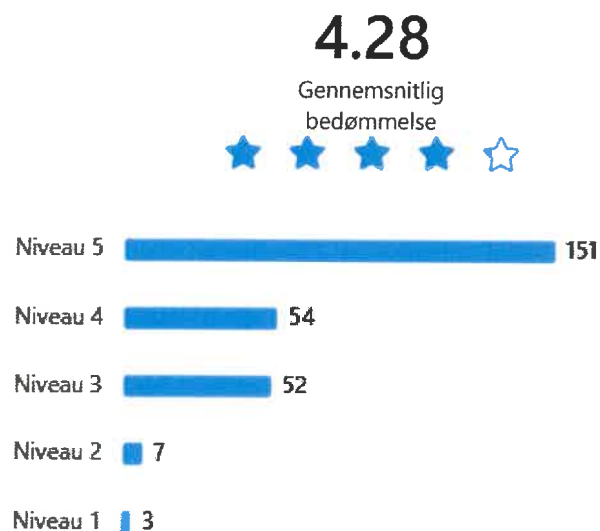 4.28
Gennemsnitlig
bedømmelse
Niveau 5 151
Niveau 4 54
Niveau 3 52
Niveau 2 7
Niveau 1 3